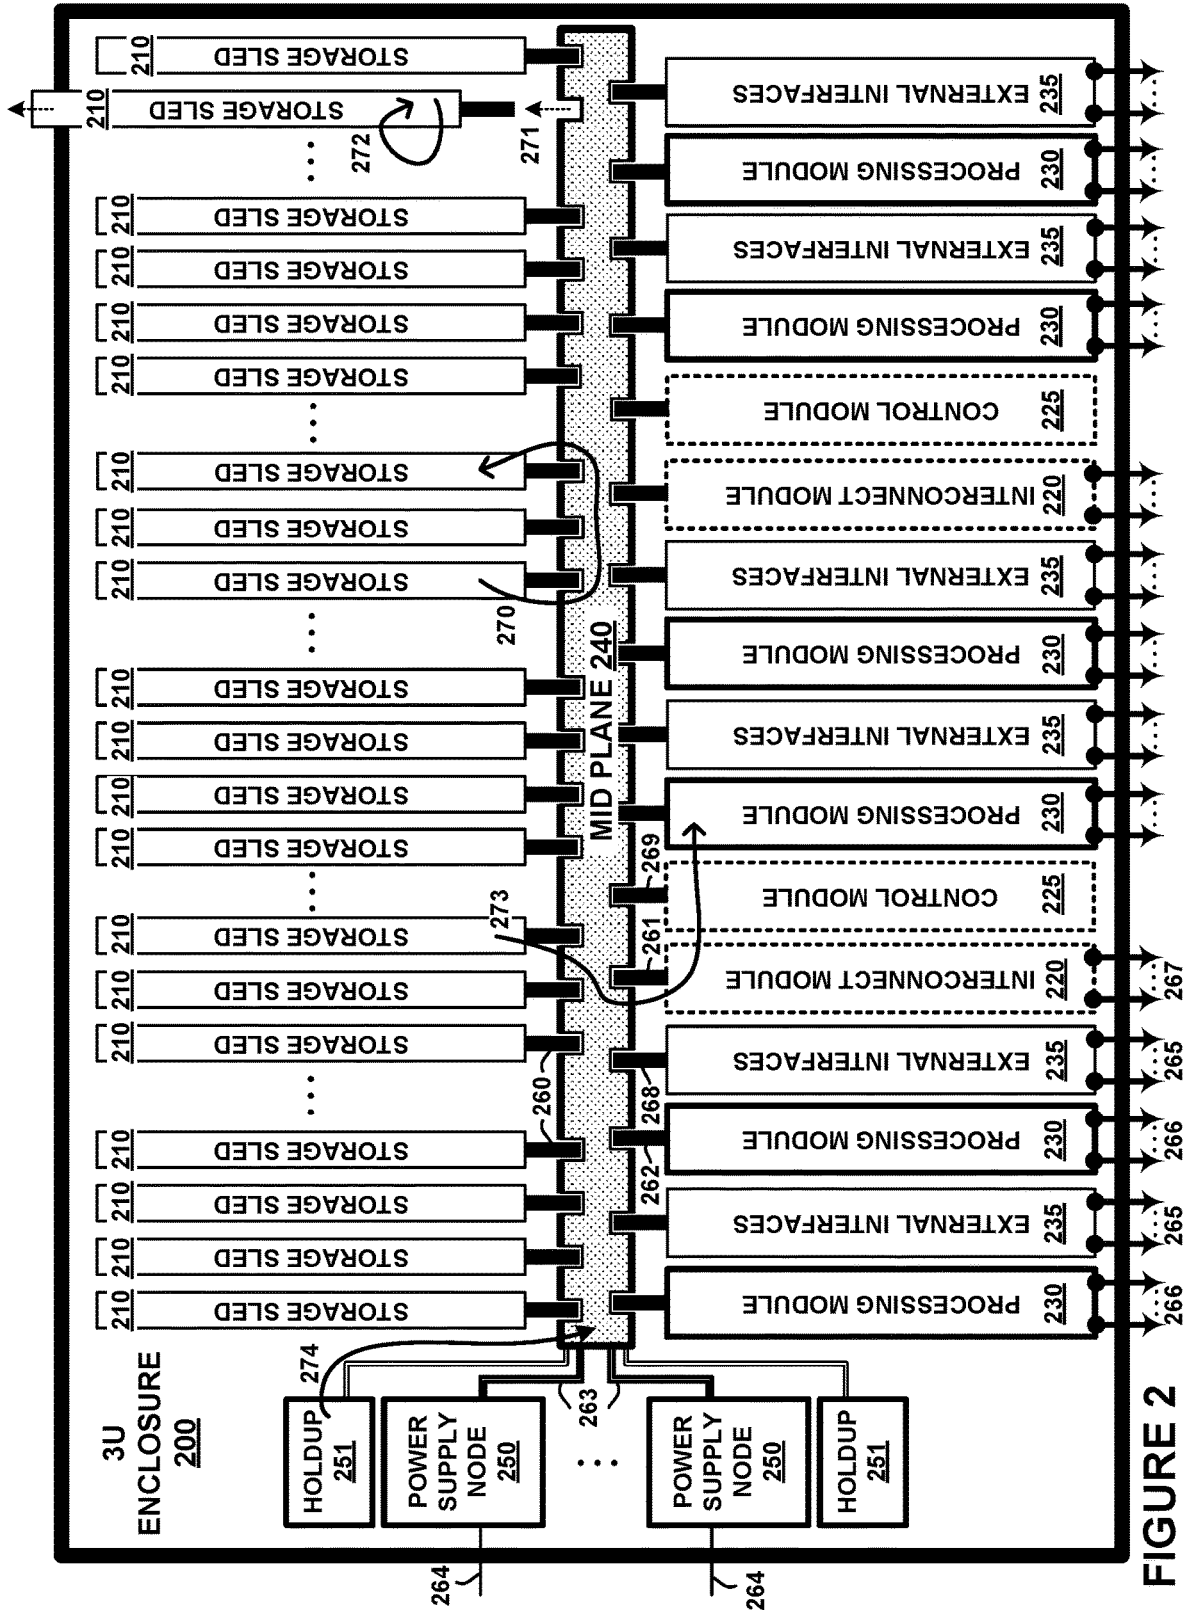 3U
ENCLOSURE
200
HOLDUP
251
POWER
SUPPLY
NODE
250
POWER
SUPPLY
NODE
250
HOLDUP
251
264
264
263
274
210
STORAGE SLED
210
STORAGE SLED
210
STORAGE SLED
210
STORAGE SLED
210
STORAGE SLED
210
STORAGE SLED
210
STORAGE SLED
210
STORAGE SLED
210
STORAGE SLED
210
STORAGE SLED
210
STORAGE SLED
210
STORAGE SLED
210
STORAGE SLED
210
STORAGE SLED
210
STORAGE SLED
210
STORAGE SLED
210
STORAGE SLED
210
STORAGE SLED
210
STORAGE SLED
210
STORAGE SLED
260
273
270
272
271
MID PLANE 240
262
268
261
269
PROCESSING MODULE
230
EXTERNAL INTERFACES
235
PROCESSING MODULE
230
EXTERNAL INTERFACES
235
INTERCONNECT MODULE
220
CONTROL MODULE
225
PROCESSING MODULE
230
EXTERNAL INTERFACES
235
PROCESSING MODULE
230
EXTERNAL INTERFACES
235
INTERCONNECT MODULE
220
CONTROL MODULE
225
PROCESSING MODULE
230
EXTERNAL INTERFACES
235
PROCESSING MODULE
230
EXTERNAL INTERFACES
235
266
265
266
265
267
FIGURE 2